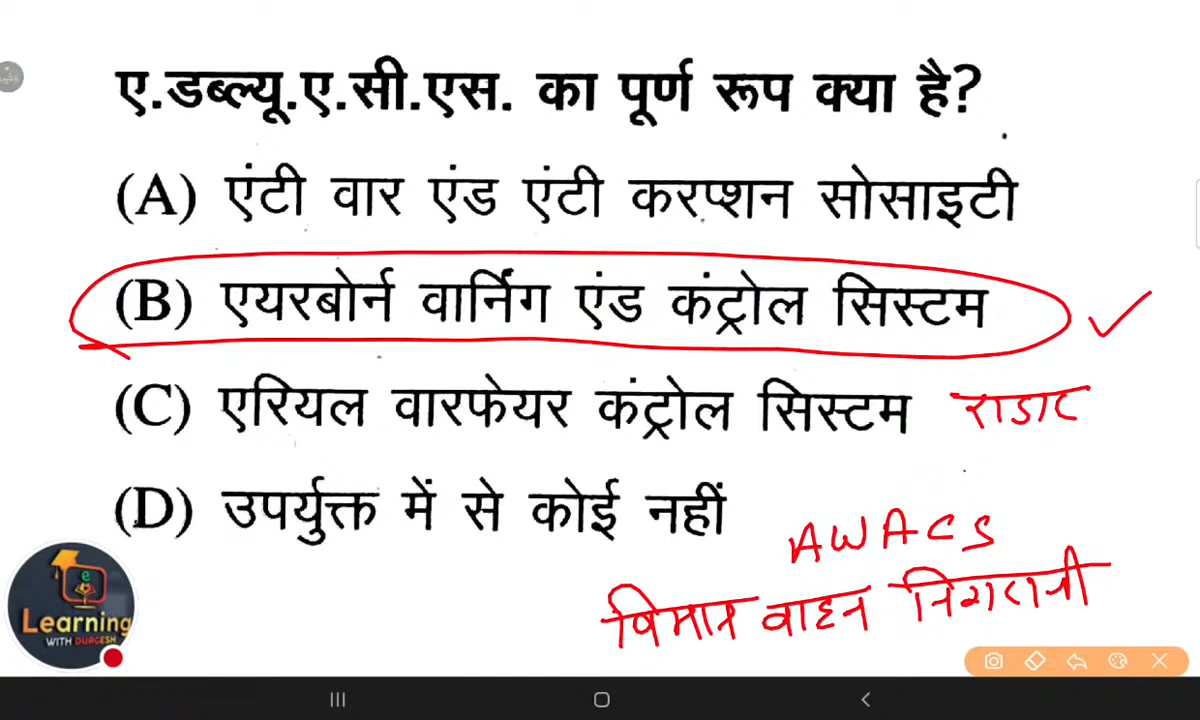 ए.डब्ल्यू.ए.सी.एस. का पूर्ण रूप क्या है?
(A) एंटी वार एंड एंटी करप्शन सोसाइटी
(B) एयरबोर्न वार्निंग एंड कंट्रोल सिस्टम
(C) एरियल वारफेयर कंट्रोल सिस्टम राडार
(D) उपर्युक्त में से कोई नहीं
AWACS
विमान वाहन निगरानी
e
Learning
WITH DURGESH